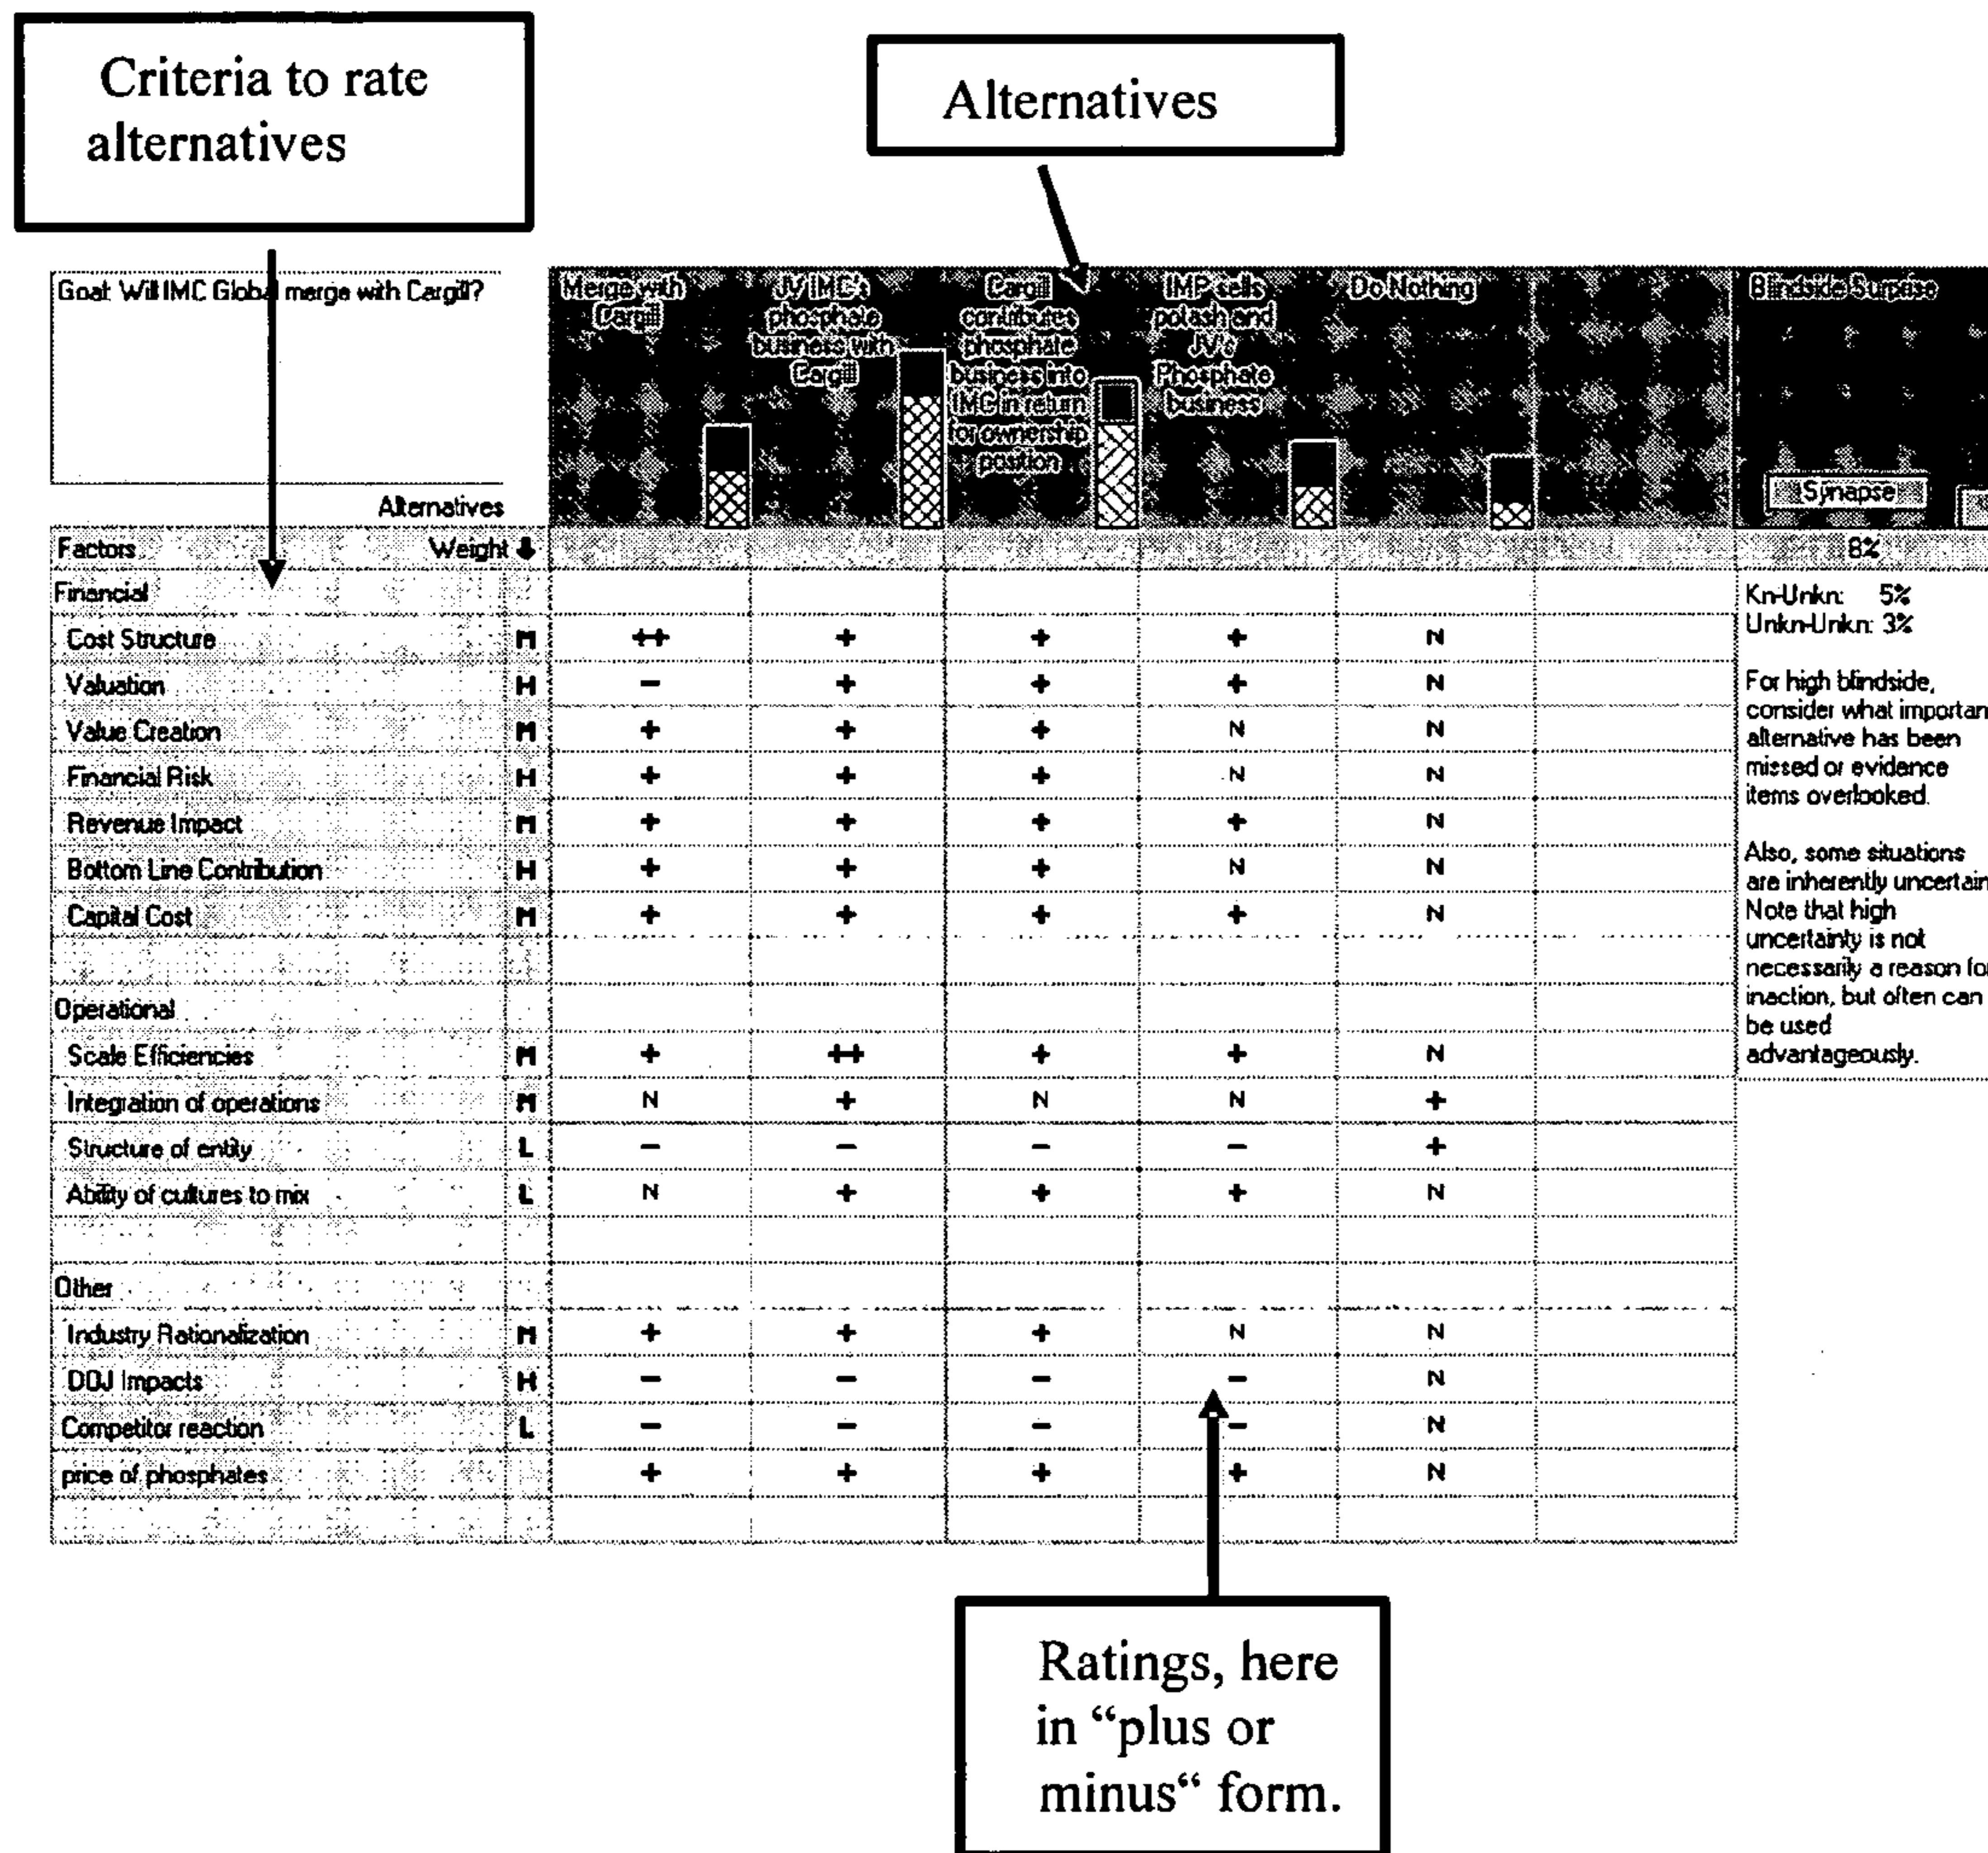 Criteria to rate
alternatives
Alternatives
Goal: Will IMC Global merge with Cargill?
Merge with
Cargill
JV IMC's
phosphate
business with
Cargill
Cargill
contributes
phosphate
business into
IMC in return
for ownership
position
IMP sells
potash and
JV's
Phosphate
business
Do Nothing
Blindside Surprise
Synapse
Alternatives
Factors Weight
8%
Financial
Cost Structure M ++ + + + N
Valuation H - + + + N
Value Creation M + + + N N
Financial Risk H + + + N N
Revenue Impact M + + + + N
Bottom Line Contribution H + + + N N
Capital Cost M + + + + N
Operational
Scale Efficiencies M + ++ + + N
Integration of operations M N + N N +
Structure of entity L - - - - +
Ability of cultures to mix L N + + + N
Other
Industry Rationalization M + + + N N
DOJ Impacts H - - - - N
Competitor reaction L - - - - N
price of phosphates + + + + N
Kn-Unkn: 5%
Unkn-Unkn: 3%
For high blindside,
consider what importan
alternative has been
missed or evidence
items overlooked.
Also, some situations
are inherently uncertain
Note that high
uncertainty is not
necessarily a reason for
inaction, but often can
be used
advantageously.
Ratings, here
in “plus or
minus“ form.